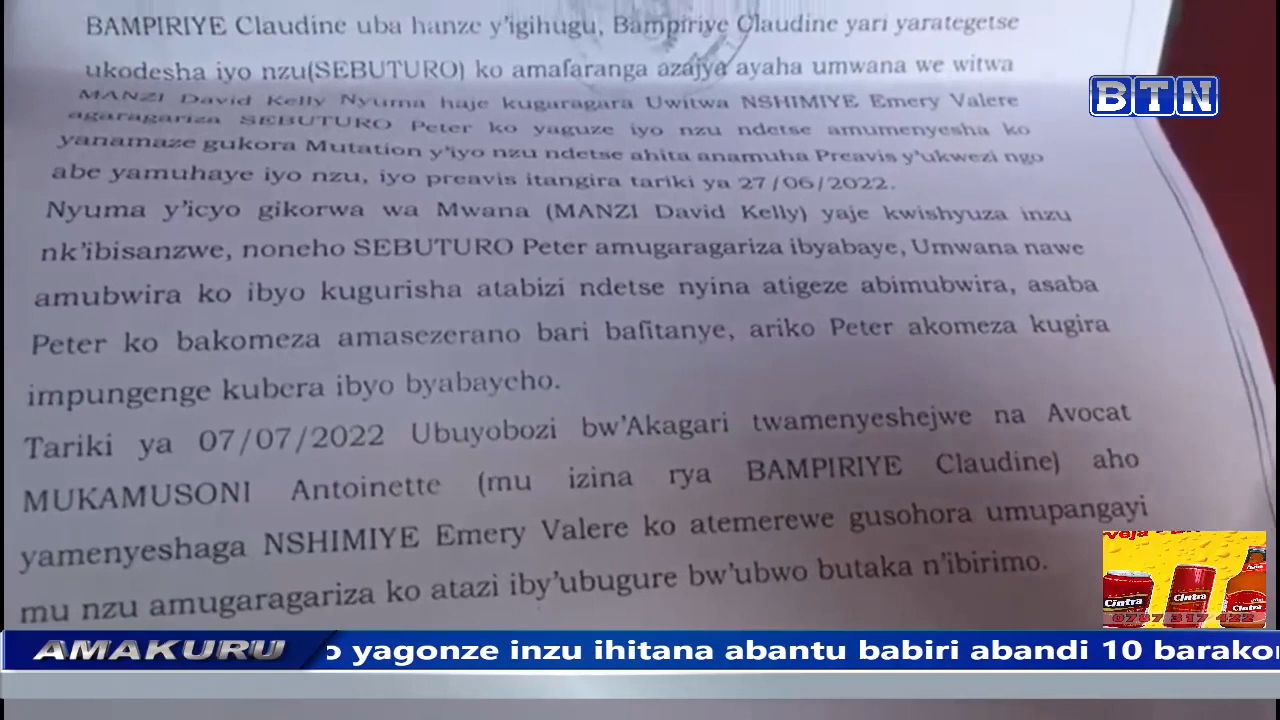 BAMPIRIYE Claudine uba hanze y'igihugu, Bampiriye Claudine yari yarategetse
ukodesha iyo nzu(SEBUTURO) ko amafaranga azajya ayaha umwana we witwa
MANZI David Kelly Nyuma haje kugaragara Uwitwa NSHIMIYE Emery Valere
agaragariza SEBUTURO Peter ko yaguze iyo nzu ndetse amumenyesha ko
yanamaze gukora Mutation y'iyo nzu ndetse ahita anamuha Preavis y'ukwezi ngo
abe yamuhaye iyo nzu, iyo preavis itangira tariki ya 27/06/2022.
Nyuma y'icyo gikorwa wa Mwana (MANZI David Kelly) yaje kwishyuza inzu
nk'ibisanzwe, noneho SEBUTURO Peter amugaragariza ibyabaye, Umwana nawe
amubwira ko ibyo kugurisha atabizi ndetse nyina atigeze abimubwira, asaba
Peter ko bakomeza amasezerano bari bafitanye, ariko Peter akomeza kugira
impungenge kubera ibyo byabaycho.
Tariki ya 07/07/2022 Ubuyobozi bw'Akagari twamenyeshejwe na Avocat
MUKAMUSONI Antoinette (mu izina rya BAMPIRIYE Claudine) aho
yamenyeshaga NSHIMIYE Emery Valere ko atemerewe gusohora umupangayi
mu nzu amugaragariza ko atazi iby'ubugure bw'ubwo butaka n'ibirimo.
BTN
Cintra Cintra Cintra
0787 317 422
AMAKURU
o yagonze inzu ihitana abantu babiri abandi 10 barako